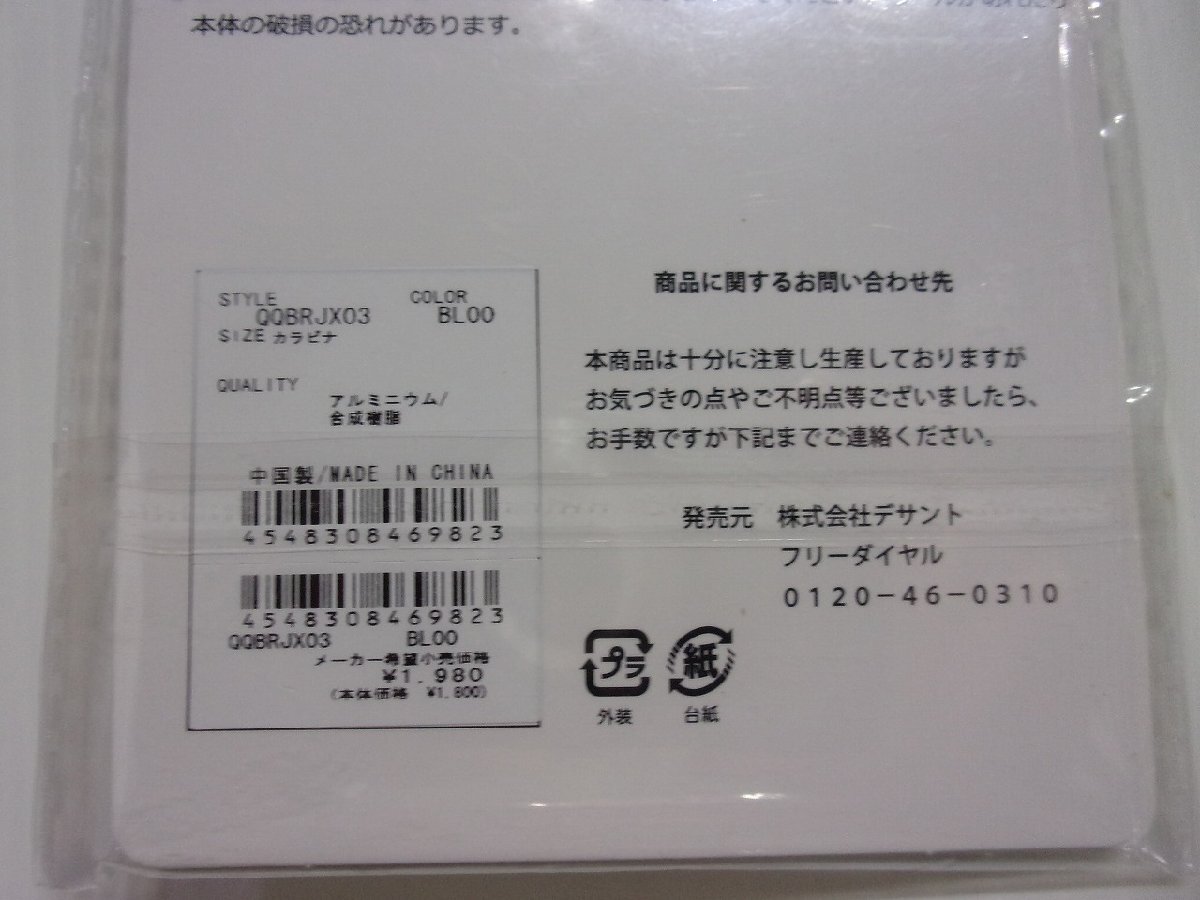 本体の破損の恐れがあります。
STYLE COLOR
QQBRJX03 BL00
SIZE カラビナ
QUALITY
アルミニウム/
合成樹脂
中国製/MADE IN CHINA
4548308469823
4548308469823
QQBRJX03 BL00
メーカー希望小売価格
¥1,980
(本体価格 ¥1,800)
商品に関するお問い合わせ先
本商品は十分に注意し生産しておりますが
お気づきの点やご不明点等ございましたら、
お手数ですが下記までご連絡ください。
発売元 株式会社デサント
フリーダイヤル
0120-46-0310
プラ 紙
外装 台紙